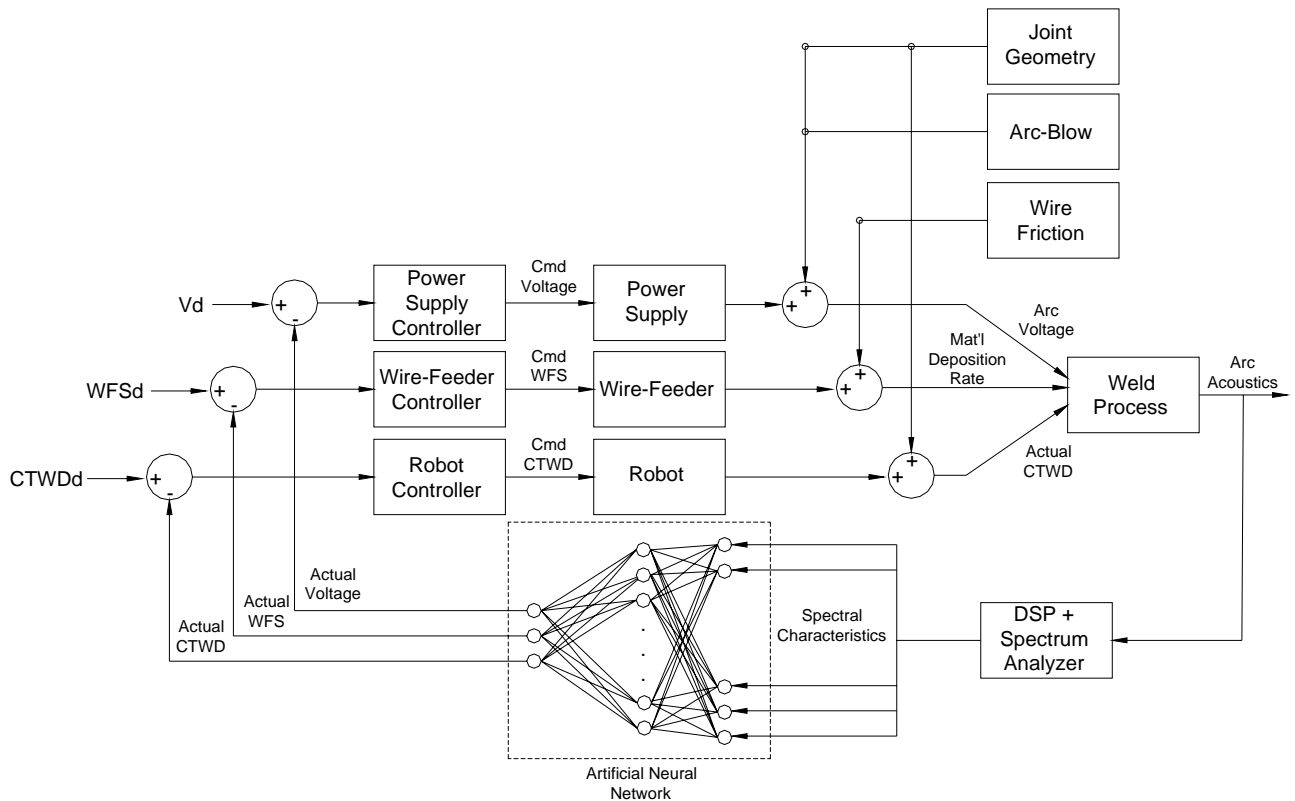 Joint
Geometry
Arc-Blow
Wire
Friction
Vd
+
-
Power
Supply
Controller
Cmd
Voltage
Power
Supply
+
+
Arc
Voltage
WFSd
+
-
Wire-Feeder
Controller
Cmd
WFS
Wire-Feeder
+
+
Mat'l
Deposition
Rate
Weld
Process
Arc
Acoustics
CTWDd
+
-
Robot
Controller
Cmd
CTWD
Robot
+
+
Actual
CTWD
Actual
Voltage
Actual
WFS
Actual
CTWD
Spectral
Characteristics
DSP +
Spectrum
Analyzer
Artificial Neural
Network